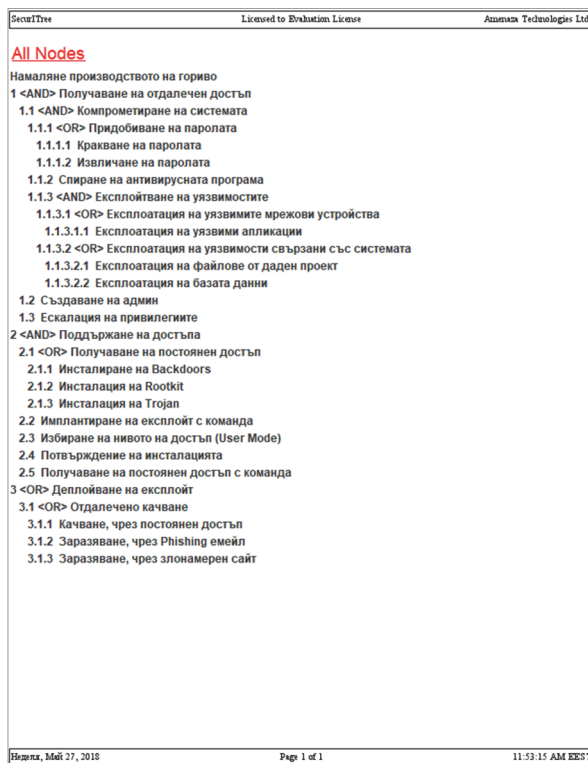 SecurITree Licensed to Evaluation License Amenaza Technologies Ltd
All Nodes
Намаляне производството на гориво
1 <AND> Получаване на отдалечен достъп
1.1 <AND> Компрометиране на системата
1.1.1 <OR> Придобиване на паролата
1.1.1.1 Кракване на паролата
1.1.1.2 Извличане на паролата
1.1.2 Спиране на антивирусната програма
1.1.3 <AND> Експлойтване на уязвимостите
1.1.3.1 <OR> Експлоатация на уязвимите мрежови устройства
1.1.3.1.1 Експлоатация на уязвими апликации
1.1.3.2 <OR> Експлоатация на уязвимости свързани със системата
1.1.3.2.1 Експлоатация на файлове от даден проект
1.1.3.2.2 Експлоатация на базата данни
1.2 Създаване на админ
1.3 Ескалация на привилегиите
2 <AND> Поддържане на достъпа
2.1 <OR> Получаване на постоянен достъп
2.1.1 Инсталиране на Backdoors
2.1.2 Инсталация на Rootkit
2.1.3 Инсталация на Trojan
2.2 Имплантиране на експлойт с команда
2.3 Избиране на нивото на достъп (User Mode)
2.4 Потвърждение на инсталацията
2.5 Получаване на постоянен достъп с команда
3 <OR> Деплойване на експлойт
3.1 <OR> Отдалечено качване
3.1.1 Качване, чрез постоянен достъп
3.1.2 Заразяване, чрез Phishing емейл
3.1.3 Заразяване, чрез злонамерен сайт
Неделя, Май 27, 2018 Page 1 of 1 11:53:15 AM EEST